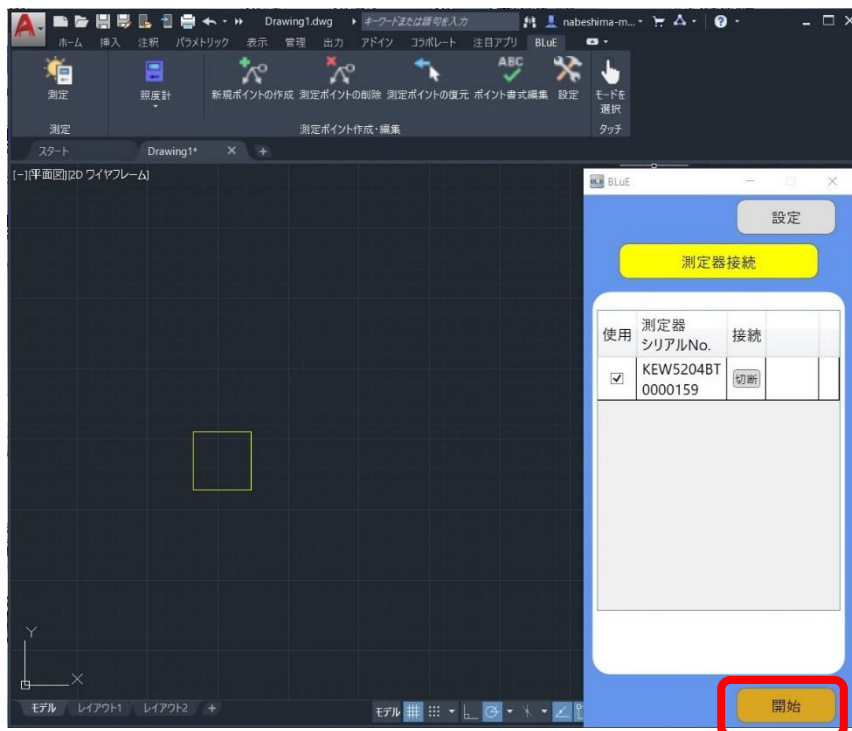 Drawing1.dwg キーワードまたは語句を入力 nabeshima-m...
ホーム 挿入 注釈 パラメトリック 表示 管理 出力 アドイン コラボレート 注目アプリ BLuE
測定 照度計 新規ポイントの作成 測定ポイントの削除 測定ポイントの復元 ABC ポイント書式編集 設定 モードを
選択
測定 測定ポイント作成・編集 タッチ
スタート Drawing1* × +
[−][平面図][2D ワイヤフレーム]
BLuE
設定
測定器接続
使用 測定器
シリアルNo. 接続
KEW5204BT
0000159 切断
開始
Y
X
モデル レイアウト1 レイアウト2 + モデル